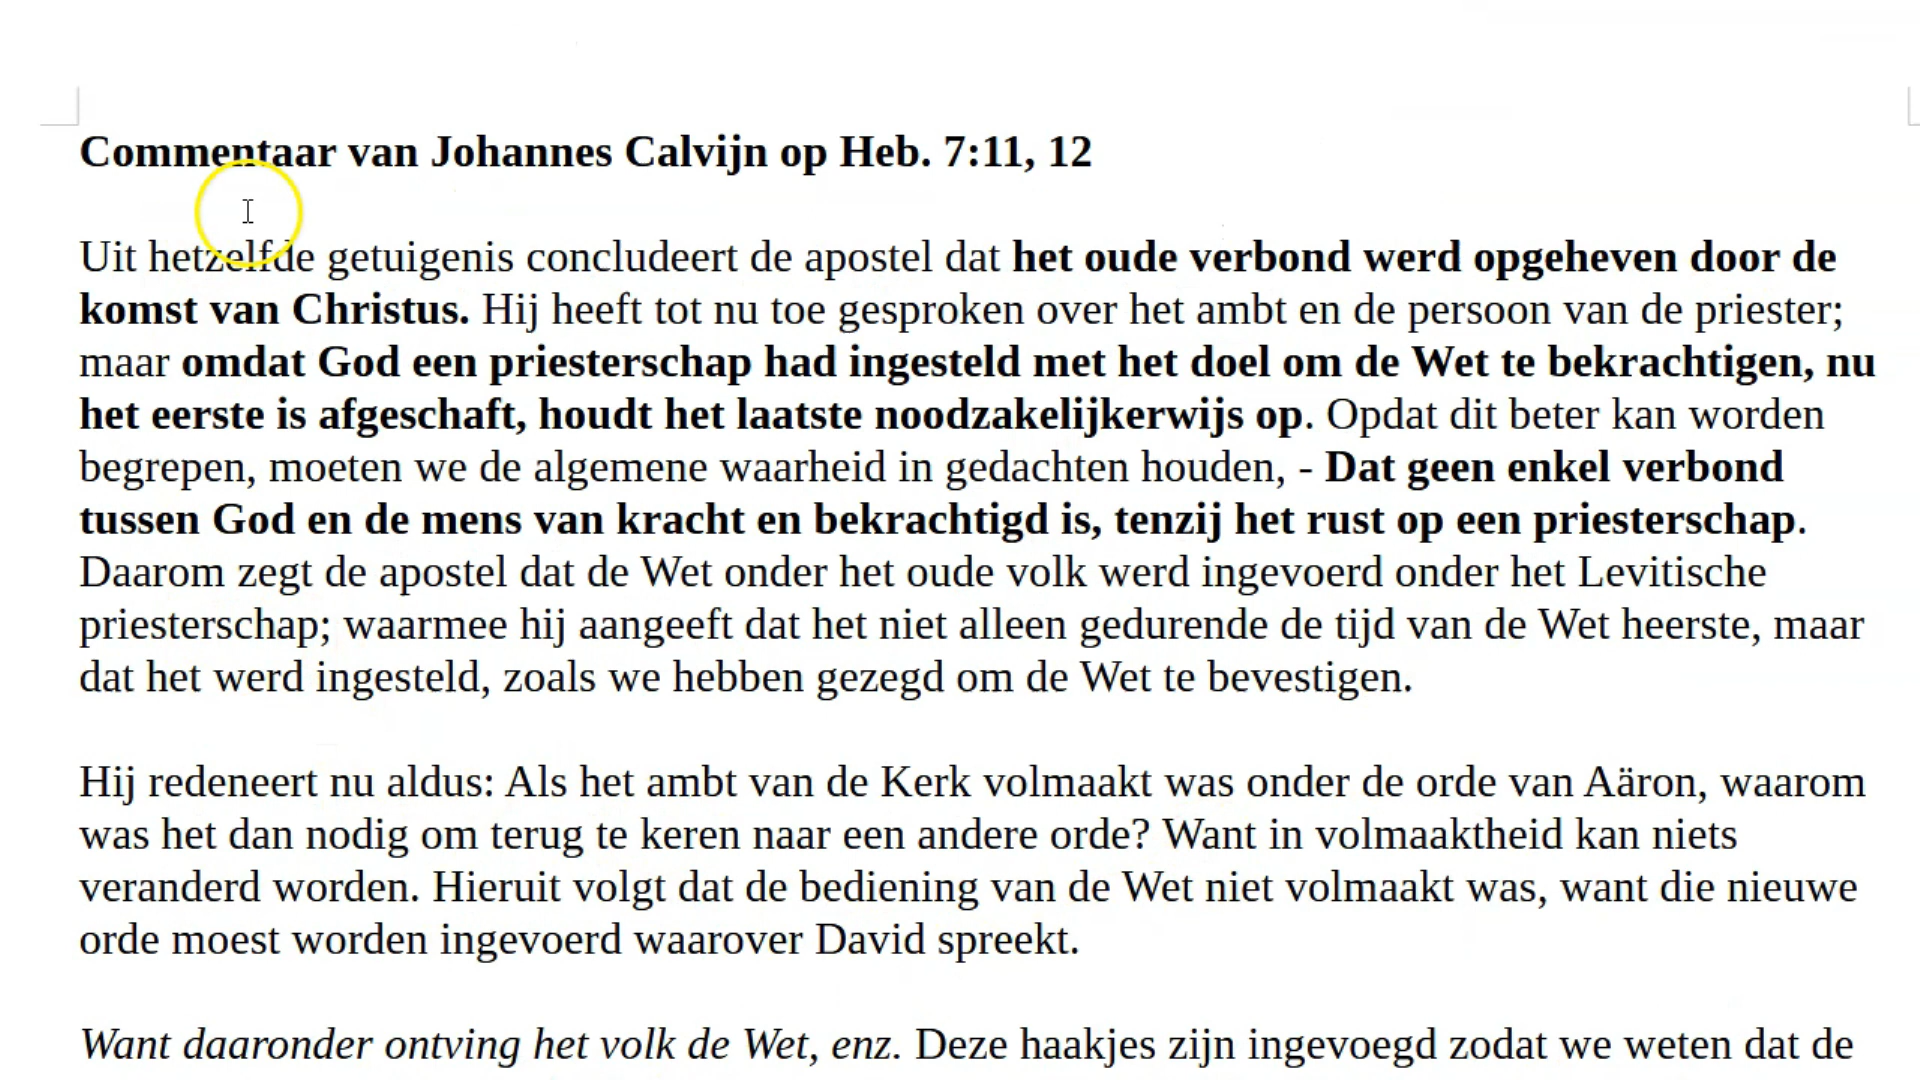 Commentaar van Johannes Calvijn op Heb. 7:11, 12
Uit hetzelfde getuigenis concludeert de apostel dat het oude verbond werd opgeheven door de
komst van Christus. Hij heeft tot nu toe gesproken over het ambt en de persoon van de priester;
maar omdat God een priesterschap had ingesteld met het doel om de Wet te bekrachtigen, nu
het eerste is afgeschaft, houdt het laatste noodzakelijkerwijs op. Opdat dit beter kan worden
begrepen, moeten we de algemene waarheid in gedachten houden, - Dat geen enkel verbond
tussen God en de mens van kracht en bekrachtigd is, tenzij het rust op een priesterschap.
Daarom zegt de apostel dat de Wet onder het oude volk werd ingevoerd onder het Levitische
priesterschap; waarmee hij aangeeft dat het niet alleen gedurende de tijd van de Wet heerste, maar
dat het werd ingesteld, zoals we hebben gezegd om de Wet te bevestigen.
Hij redeneert nu aldus: Als het ambt van de Kerk volmaakt was onder de orde van Aäron, waarom
was het dan nodig om terug te keren naar een andere orde? Want in volmaaktheid kan niets
veranderd worden. Hieruit volgt dat de bediening van de Wet niet volmaakt was, want die nieuwe
orde moest worden ingevoerd waarover David spreekt.
Want daaronder ontving het volk de Wet, enz. Deze haakjes zijn ingevoegd zodat we weten dat de